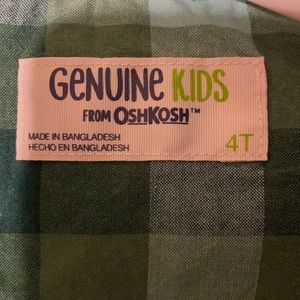 GENUINE KIDS
FROM OSHKOSH™
MADE IN BANGLADESH
HECHO EN BANGLADESH
4T